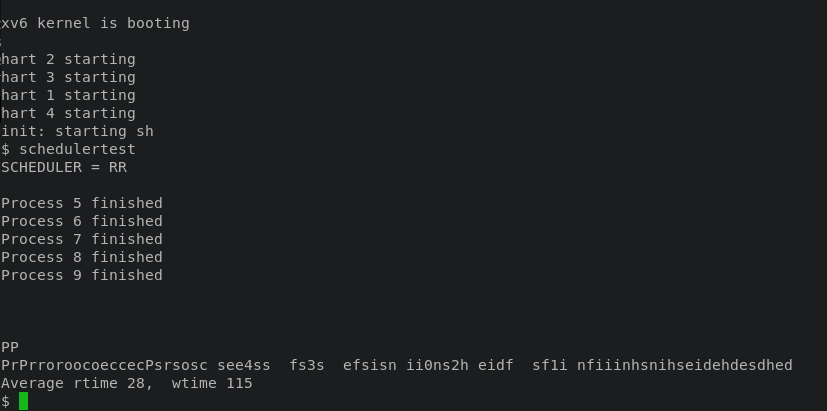 xv6 kernel is booting
hart 2 starting
hart 3 starting
hart 1 starting
hart 4 starting
init: starting sh
$ schedulertest
SCHEDULER = RR
Process 5 finished
Process 6 finished
Process 7 finished
Process 8 finished
Process 9 finished
PP
PrPrroroocoeccecPsrsosc see4ss  fs3s  efsisn ii0ns2h eidf  sf1i nfiiinhsnihseidehdesdhed
Average rtime 28,  wtime 115
$